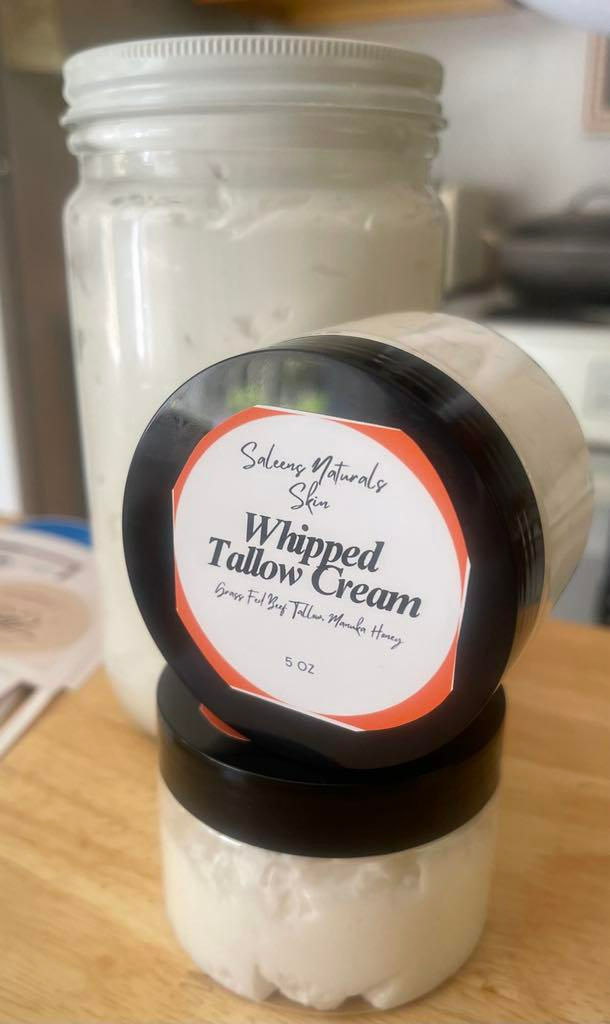 Saleens Naturals
Skin
Whipped
Tallow Cream
Grass Fed Beef Tallow, Manuka Honey
5 OZ